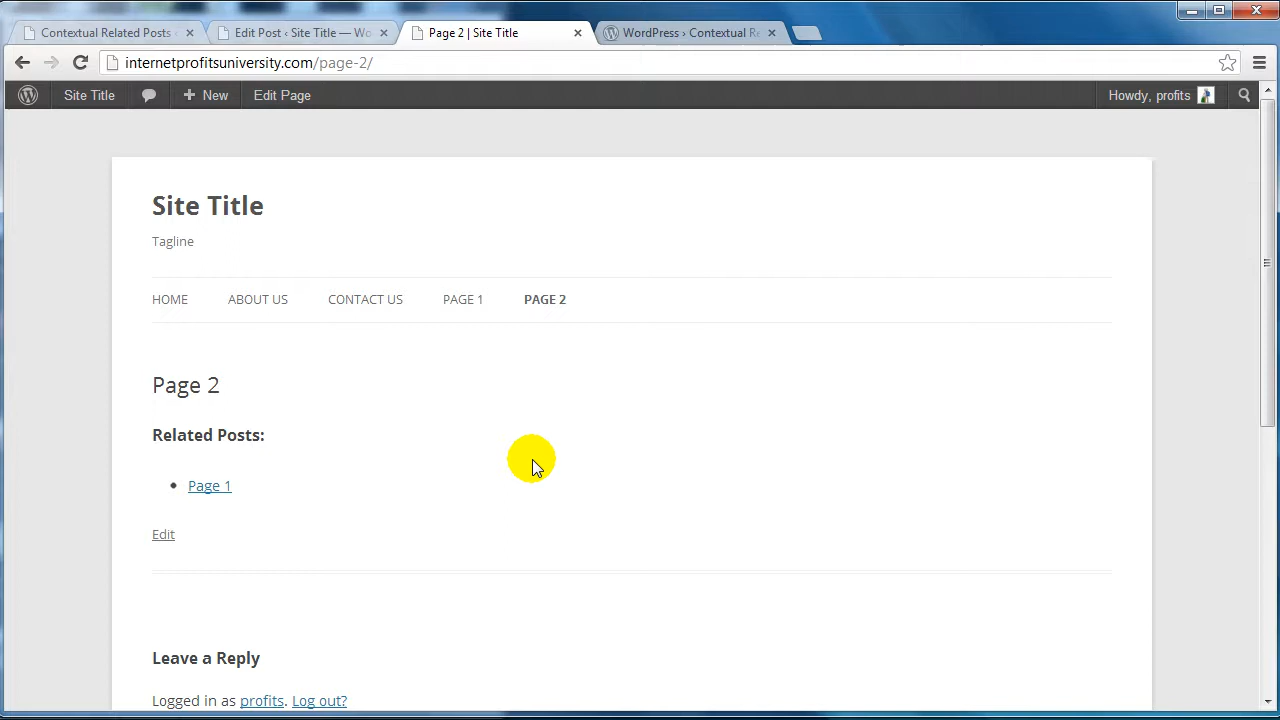 Contextual Related Posts
Edit Post ‹ Site Title — Wo
Page 2 | Site Title
WordPress › Contextual Re
internetprofitsuniversity.com/page-2/
Site Title
New
Edit Page
Howdy, profits
Site Title
Tagline
HOME
ABOUT US
CONTACT US
PAGE 1
PAGE 2
Page 2
Related Posts:
Page 1
Edit
Leave a Reply
Logged in as profits. Log out?